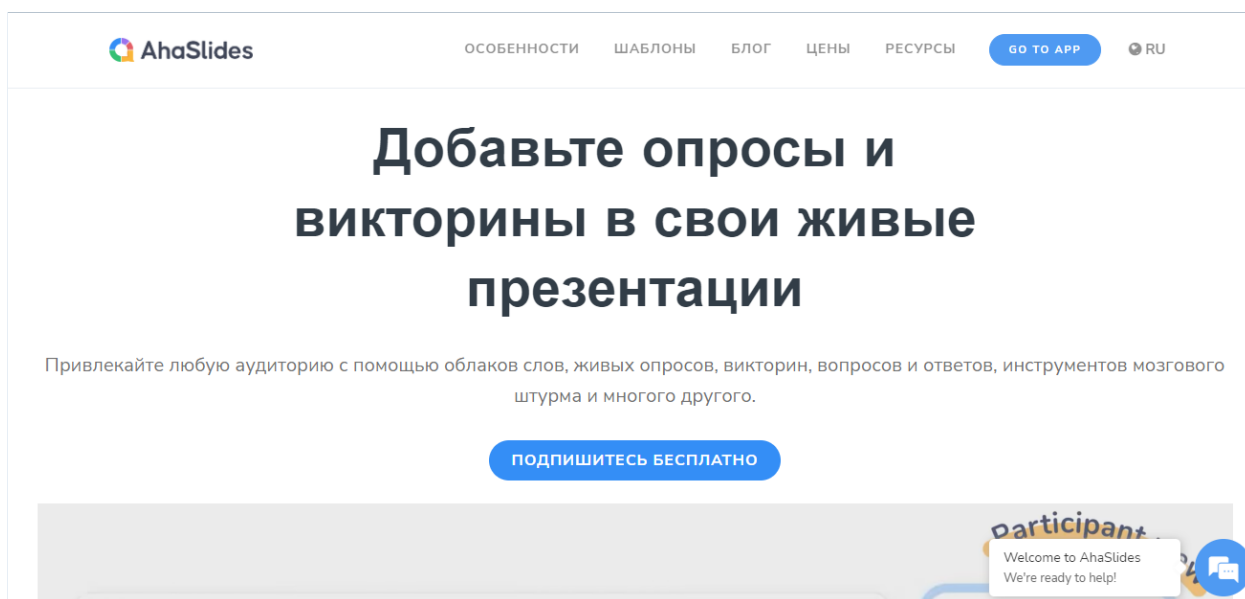 AhaSlides
ОСОБЕННОСТИ ШАБЛОНЫ БЛОГ ЦЕНЫ РЕСУРСЫ GO TO APP RU
Добавьте опросы и
викторины в свои живые
презентации
Привлекайте любую аудиторию с помощью облаков слов, живых опросов, викторин, вопросов и ответов, инструментов мозгового
штурма и многого другого.
ПОДПИШИТЕСЬ БЕСПЛАТНО
Participant
Welcome to AhaSlides
We're ready to help!